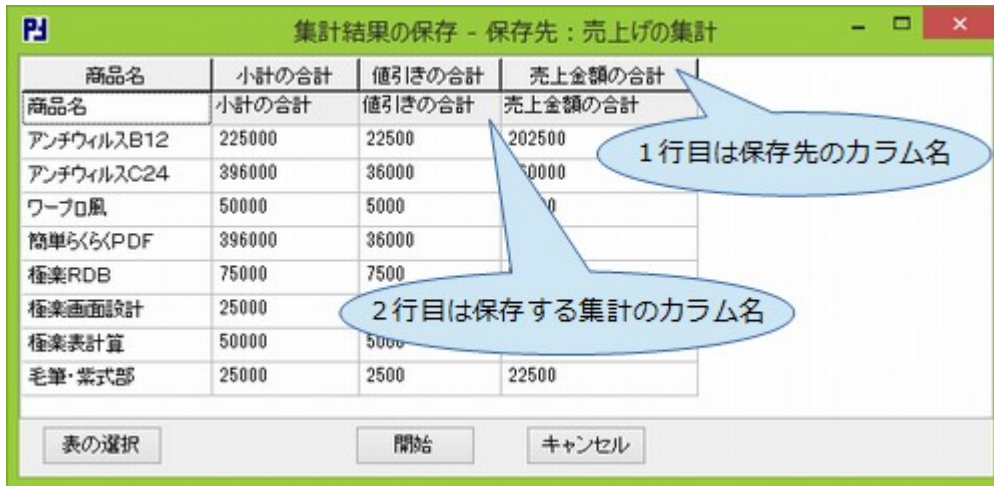 集計結果の保存 - 保存先：売上げの集計
商品名 小計の合計 値引きの合計 売上金額の合計
商品名 小計の合計 値引きの合計 売上金額の合計
アンチウィルスB12 225000 22500 202500
1行目は保存先のカラム名
アンチウィルスC24 396000 36000
ワープロ風 50000 5000
簡単らくらくPDF 396000 36000
極楽RDB 75000 7500
極楽画面設計 25000
2行目は保存する集計のカラム名
極楽表計算 50000 5000
毛筆・紫式部 25000 2500 22500
表の選択 開始 キャンセル